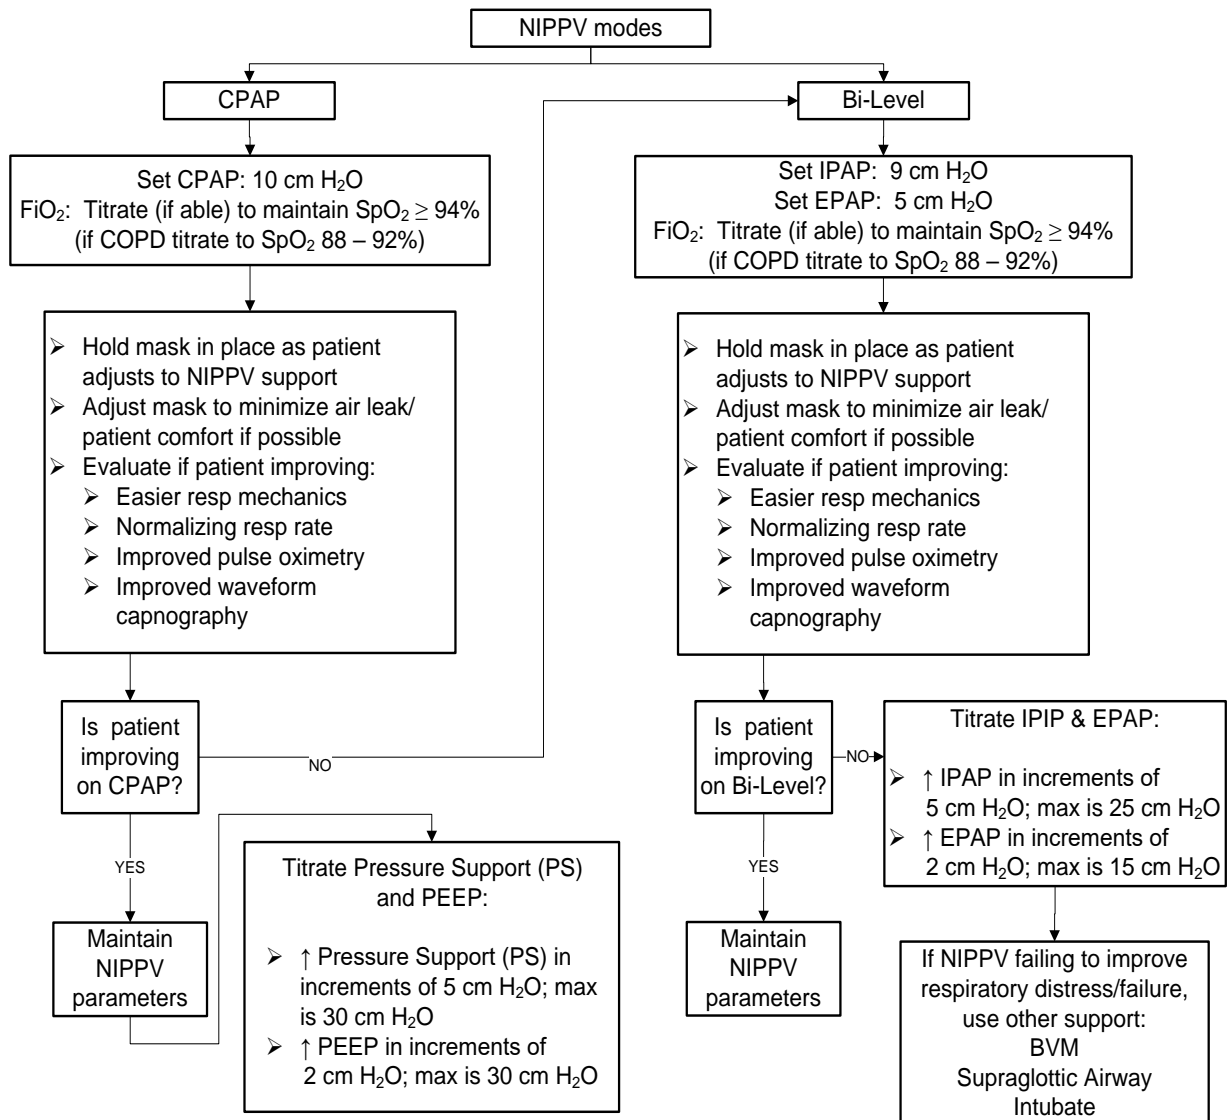 NIPPV modes
CPAP
Set CPAP: 10 cm H₂O
FiO₂: Titrate (if able) to maintain SpO₂ ≥ 94%
(if COPD titrate to SpO₂ 88 – 92%)
➢ Hold mask in place as patient
adjusts to NIPPV support
➢ Adjust mask to minimize air leak/
patient comfort if possible
➢ Evaluate if patient improving:
➢ Easier resp mechanics
➢ Normalizing resp rate
➢ Improved pulse oximetry
➢ Improved waveform
capnography
Is patient
improving
on CPAP?
NO
YES
Maintain
NIPPV
parameters
Titrate Pressure Support (PS)
and PEEP:
➢ ↑ Pressure Support (PS) in
increments of 5 cm H₂O; max
is 30 cm H₂O
➢ ↑ PEEP in increments of
2 cm H₂O; max is 30 cm H₂O
Bi-Level
Set IPAP: 9 cm H₂O
Set EPAP: 5 cm H₂O
FiO₂: Titrate (if able) to maintain SpO₂ ≥ 94%
(if COPD titrate to SpO₂ 88 – 92%)
➢ Hold mask in place as patient
adjusts to NIPPV support
➢ Adjust mask to minimize air leak/
patient comfort if possible
➢ Evaluate if patient improving:
➢ Easier resp mechanics
➢ Normalizing resp rate
➢ Improved pulse oximetry
➢ Improved waveform
capnography
Is patient
improving
on Bi-Level?
NO
YES
Maintain
NIPPV
parameters
Titrate IPIP & EPAP:
➢ ↑ IPAP in increments of
5 cm H₂O; max is 25 cm H₂O
➢ ↑ EPAP in increments of
2 cm H₂O; max is 15 cm H₂O
If NIPPV failing to improve
respiratory distress/failure,
use other support:
BVM
Supraglottic Airway
Intubate